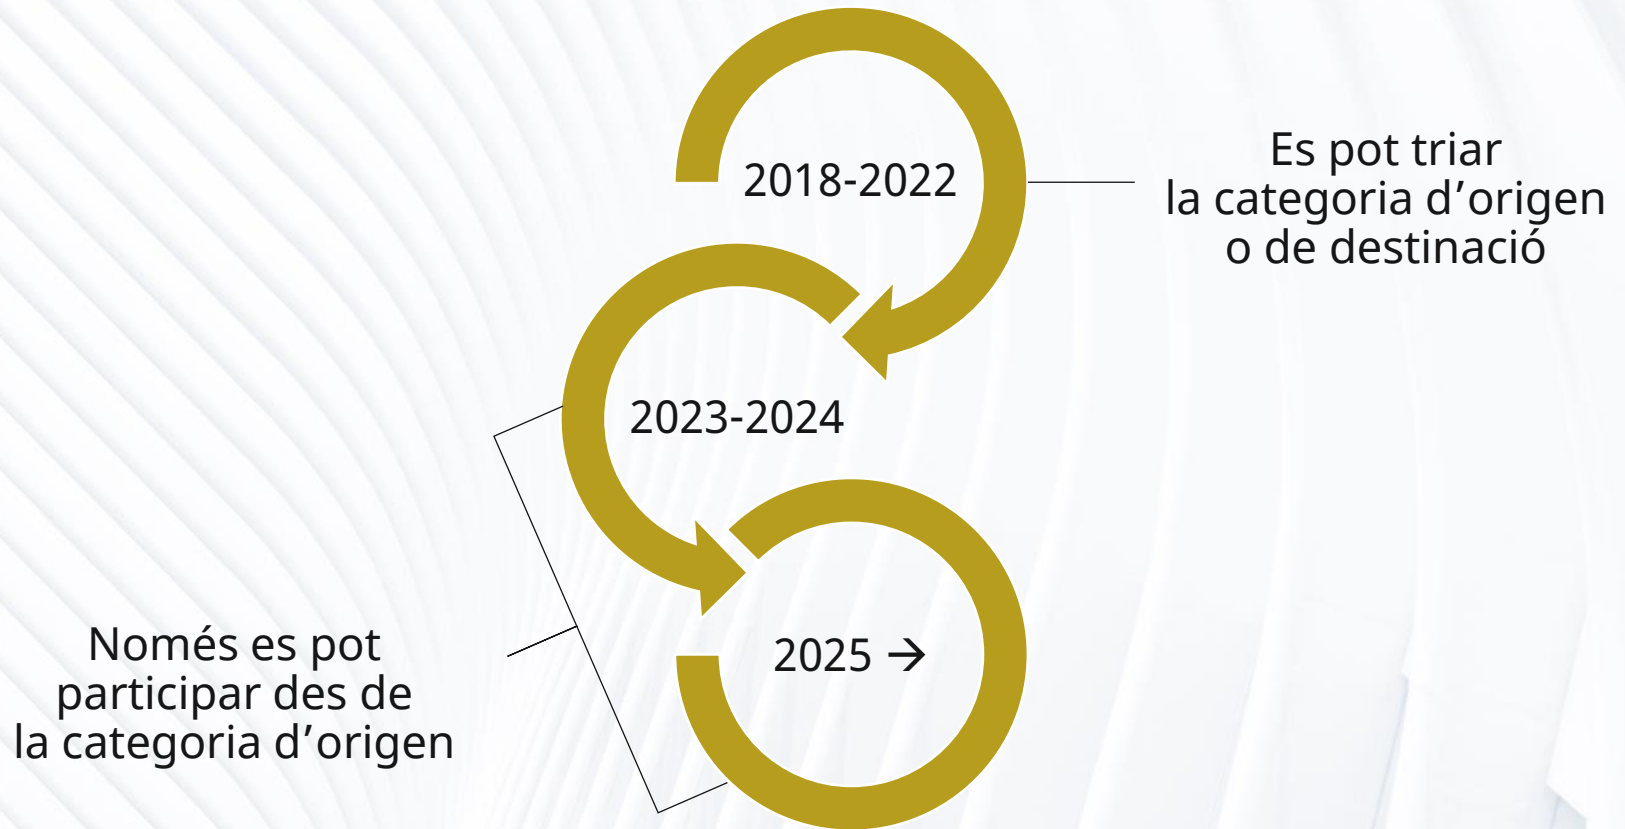 2018-2022
Es pot triar
la categoria d’origen
o de destinació
2023-2024
2025 →
Només es pot
participar des de
la categoria d’origen